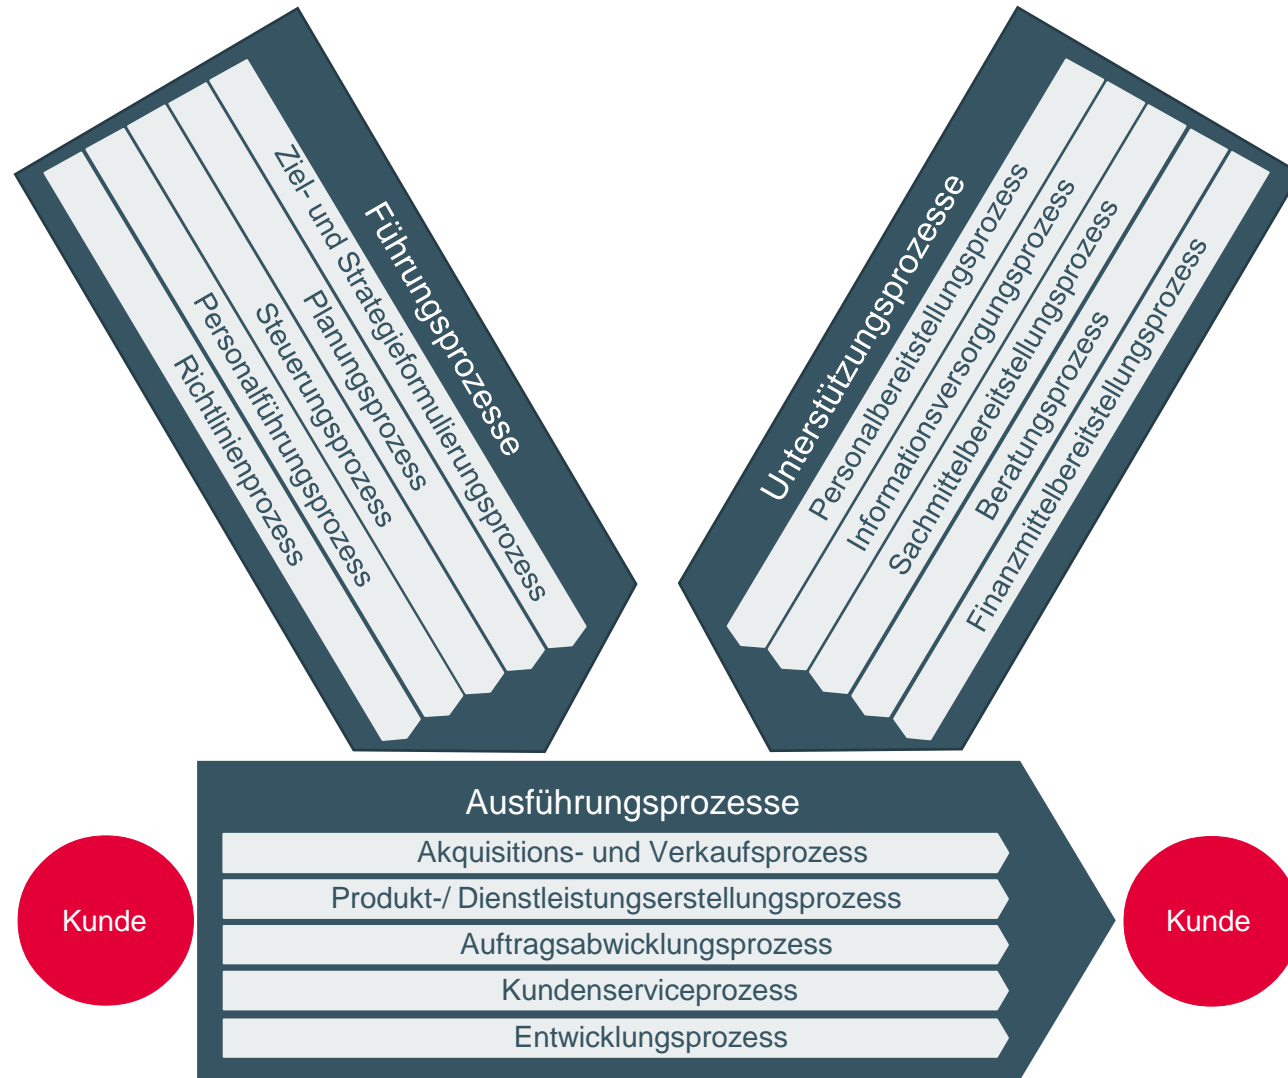 Führungsprozesse
Ziel- und Strategieformulierungsprozess
Planungsprozess
Steuerungsprozess
Personalführungsprozess
Richtlinienprozess
Unterstützungsprozesse
Personalbereitstellungsprozess
Informationsversorgungsprozess
Sachmittelbereitstellungsprozess
Beratungsprozess
Finanzmittelbereitstellungsprozess
Ausführungsprozesse
Akquisitions- und Verkaufsprozess
Produkt-/ Dienstleistungserstellungsprozess
Auftragsabwicklungsprozess
Kundenserviceprozess
Entwicklungsprozess
Kunde
Kunde